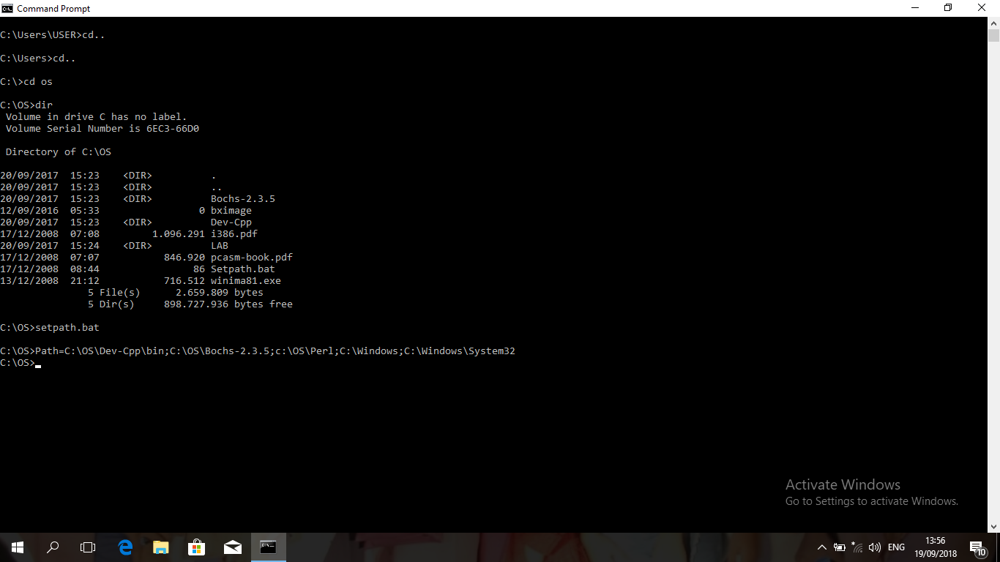 Command Prompt
C:\Users\USER>cd..
C:\Users>cd..
C:\>cd os
C:\OS>dir
 Volume in drive C has no label.
 Volume Serial Number is 6EC3-66D0
 Directory of C:\OS
20/09/2017  15:23    <DIR>          .
20/09/2017  15:23    <DIR>          ..
20/09/2017  15:23    <DIR>          Bochs-2.3.5
12/09/2016  05:33                 0 bximage
20/09/2017  15:23    <DIR>          Dev-Cpp
17/12/2008  07:08         1.096.291 i386.pdf
20/09/2017  15:24    <DIR>          LAB
17/12/2008  07:07           846.920 pcasm-book.pdf
17/12/2008  08:44                86 Setpath.bat
13/12/2008  21:12           716.512 winima81.exe
               5 File(s)      2.659.809 bytes
               5 Dir(s)     898.727.936 bytes free
C:\OS>setpath.bat
C:\OS>Path=C:\OS\Dev-Cpp\bin;C:\OS\Bochs-2.3.5;c:\OS\Perl;C:\Windows;C:\Windows\System32
C:\OS>
Activate Windows
Go to Settings to activate Windows.
ENG
13:56
19/09/2018
10